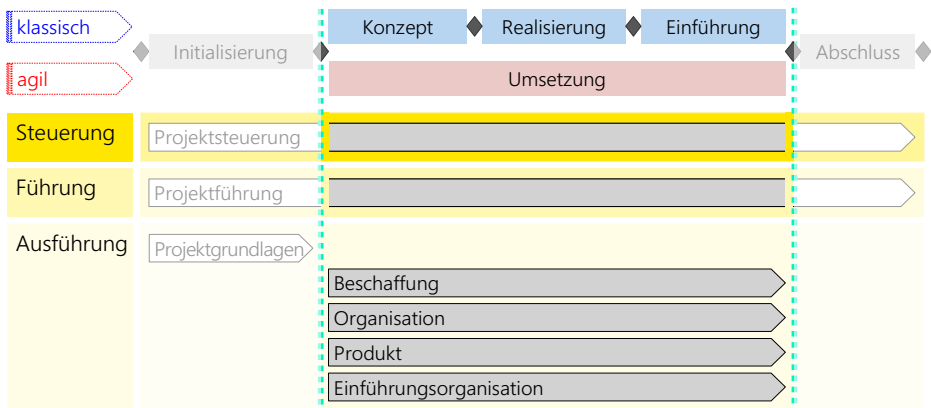 klassisch
Konzept
Realisierung
Einführung
Initialisierung
Abschluss
agil
Umsetzung
Steuerung
Projektsteuerung
Führung
Projektführung
Ausführung
Projektgrundlagen
Beschaffung
Organisation
Produkt
Einführungsorganisation